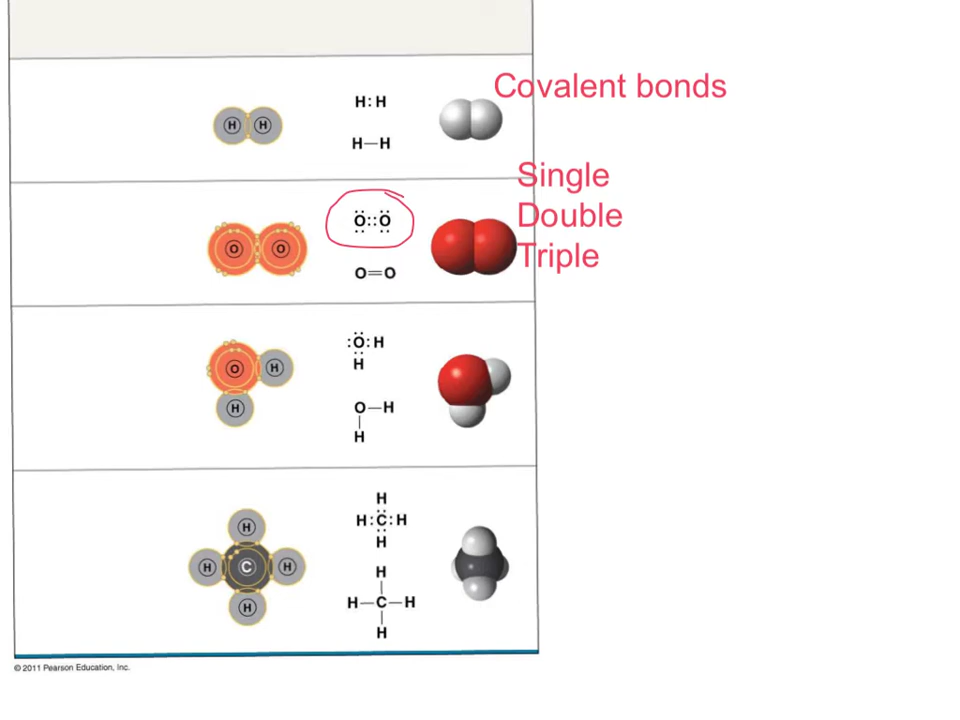 Covalent bonds
H H
H:H
H—H
Single
Double
Triple
O O
Ö::Ö
O=O
O H
H
:Ö:H
H
O—H
H
H
H C H
H
H
H:C:H
H
H
H—C—H
H
© 2011 Pearson Education, Inc.